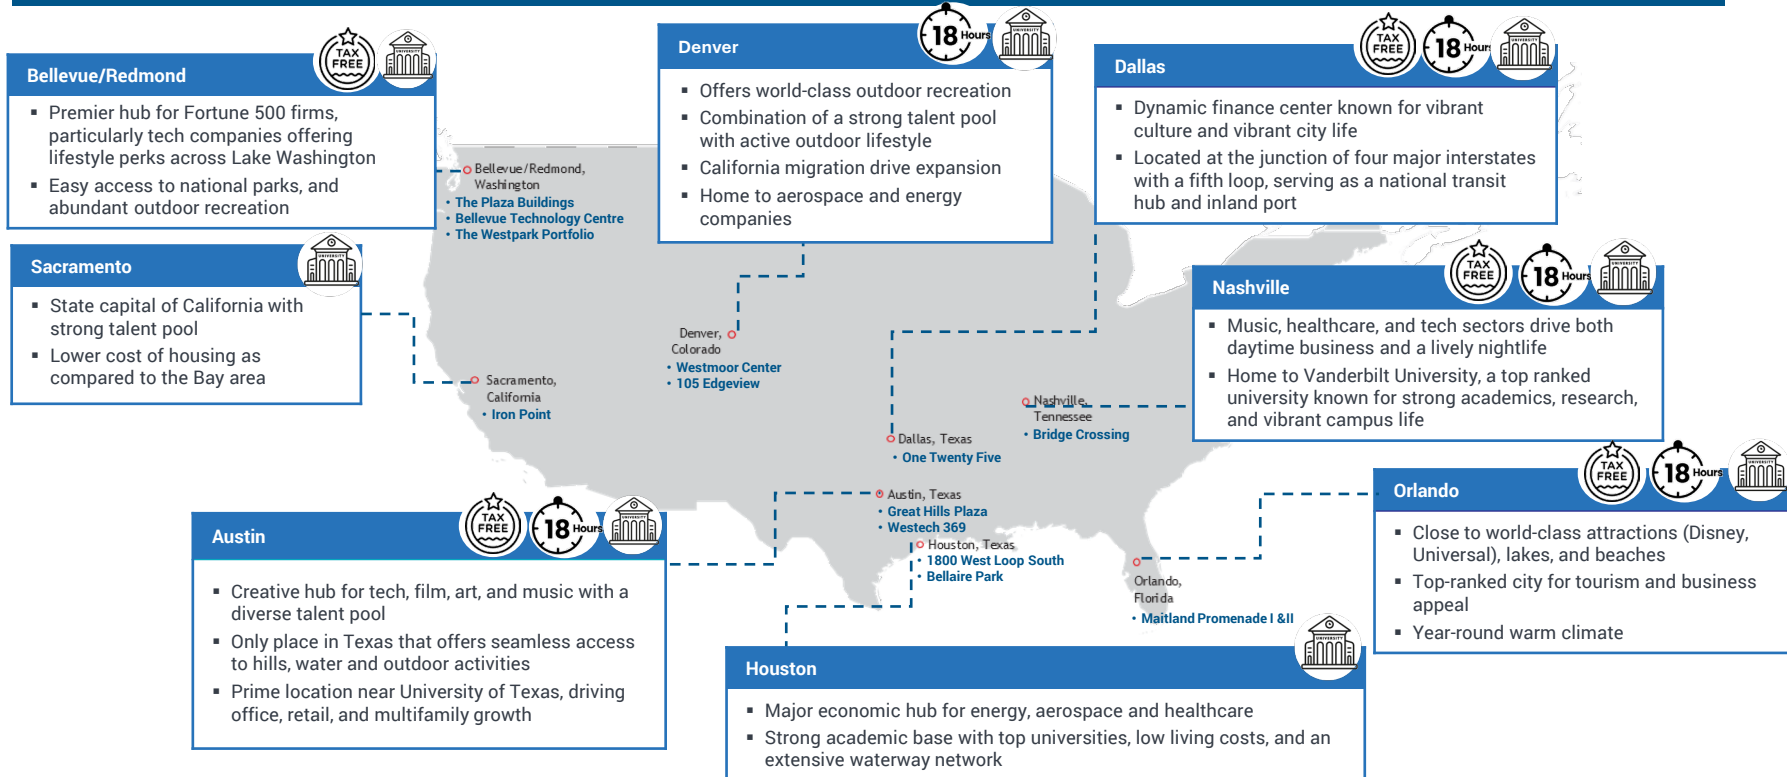 Bellevue/Redmond
TAX
FREE
UNIVERSITY
▪ Premier hub for Fortune 500 firms,
particularly tech companies offering
lifestyle perks across Lake Washington
▪ Easy access to national parks, and
abundant outdoor recreation
Denver
18 Hours
UNIVERSITY
▪ Offers world-class outdoor recreation
▪ Combination of a strong talent pool
with active outdoor lifestyle
▪ California migration drive expansion
▪ Home to aerospace and energy
companies
Dallas
TAX
FREE
18 Hours
UNIVERSITY
▪ Dynamic finance center known for vibrant
culture and vibrant city life
▪ Located at the junction of four major interstates
with a fifth loop, serving as a national transit
hub and inland port
Sacramento
UNIVERSITY
▪ State capital of California with
strong talent pool
▪ Lower cost of housing as
compared to the Bay area
Nashville
TAX
FREE
18 Hours
UNIVERSITY
▪ Music, healthcare, and tech sectors drive both
daytime business and a lively nightlife
▪ Home to Vanderbilt University, a top ranked
university known for strong academics, research,
and vibrant campus life
Bellevue/Redmond,
Washington
• The Plaza Buildings
• Bellevue Technology Centre
• The Westpark Portfolio
Denver,
Colorado
• Westmoor Center
• 105 Edgeview
Sacramento,
California
• Iron Point
Nashville,
Tennessee
• Bridge Crossing
Dallas, Texas
• One Twenty Five
Austin, Texas
• Great Hills Plaza
• Westech 369
Houston, Texas
• 1800 West Loop South
• Bellaire Park
Orlando,
Florida
• Maitland Promenade I &II
Austin
TAX
FREE
18 Hours
UNIVERSITY
▪ Creative hub for tech, film, art, and music with a
diverse talent pool
▪ Only place in Texas that offers seamless access
to hills, water and outdoor activities
▪ Prime location near University of Texas, driving
office, retail, and multifamily growth
Orlando
TAX
FREE
18 Hours
UNIVERSITY
▪ Close to world-class attractions (Disney,
Universal), lakes, and beaches
▪ Top-ranked city for tourism and business
appeal
▪ Year-round warm climate
Houston
UNIVERSITY
▪ Major economic hub for energy, aerospace and healthcare
▪ Strong academic base with top universities, low living costs, and an
extensive waterway network